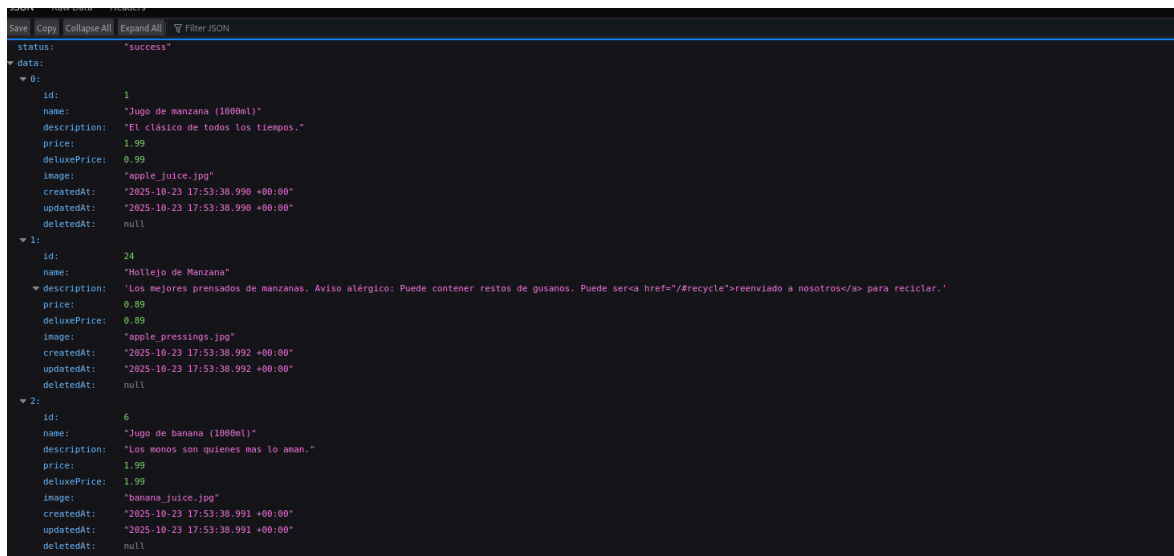 JSON Raw Data Headers
Save Copy Collapse All Expand All Filter JSON
status: "success"
data:
0:
id: 1
name: "Jugo de manzana (1000ml)"
description: "El clásico de todos los tiempos."
price: 1.99
deluxePrice: 0.99
image: "apple_juice.jpg"
createdAt: "2025-10-23 17:53:38.990 +00:00"
updatedAt: "2025-10-23 17:53:38.990 +00:00"
deletedAt: null
1:
id: 24
name: "Hollejo de Manzana"
description: 'Los mejores prensados de manzanas. Aviso alérgico: Puede contener restos de gusanos. Puede ser<a href="/#recycle">reenviado a nosotros</a> para reciclar.'
price: 0.89
deluxePrice: 0.89
image: "apple_pressings.jpg"
createdAt: "2025-10-23 17:53:38.992 +00:00"
updatedAt: "2025-10-23 17:53:38.992 +00:00"
deletedAt: null
2:
id: 6
name: "Jugo de banana (1000ml)"
description: "Los monos son quienes mas lo aman."
price: 1.99
deluxePrice: 1.99
image: "banana_juice.jpg"
createdAt: "2025-10-23 17:53:38.991 +00:00"
updatedAt: "2025-10-23 17:53:38.991 +00:00"
deletedAt: null